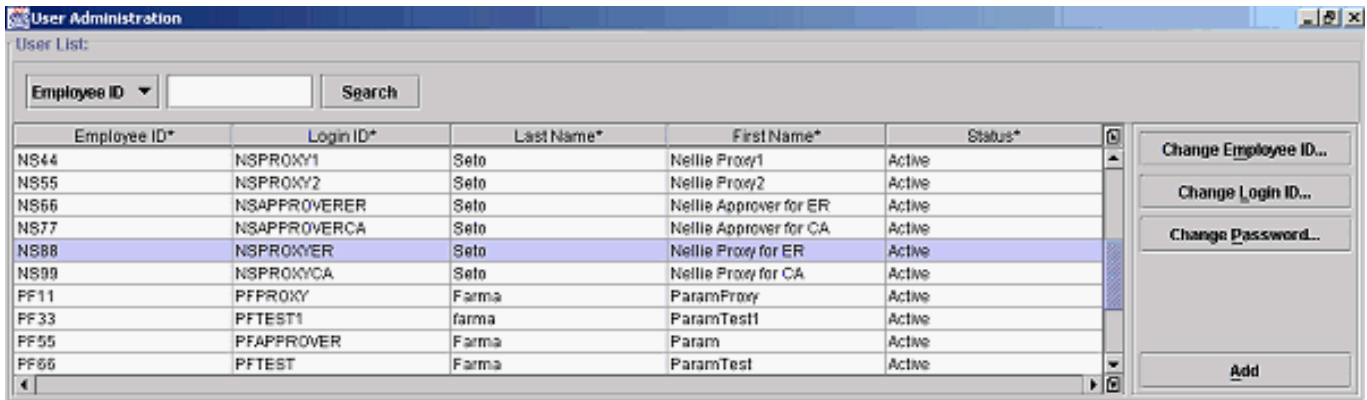 User Administration
User List:
Employee ID Search
Employee ID* Login ID* Last Name* First Name* Status*
NS44 NSPROXY1 Seto Nellie Proxy1 Active
NS55 NSPROXY2 Seto Nellie Proxy2 Active
NS66 NSAPPROVERER Seto Nellie Approver for ER Active
NS77 NSAPPROVERCA Seto Nellie Approver for CA Active
NS88 NSPROXYER Seto Nellie Proxy for ER Active
NS99 NSPROXYCA Seto Nellie Proxy for CA Active
PF11 PFPROXY Farma ParamProxy Active
PF33 PFTEST1 farma ParamTest1 Active
PF55 PFAPPROVER Farma Param Active
PF66 PFTEST Farma ParamTest Active
Change Employee ID...
Change Login ID...
Change Password...
Add